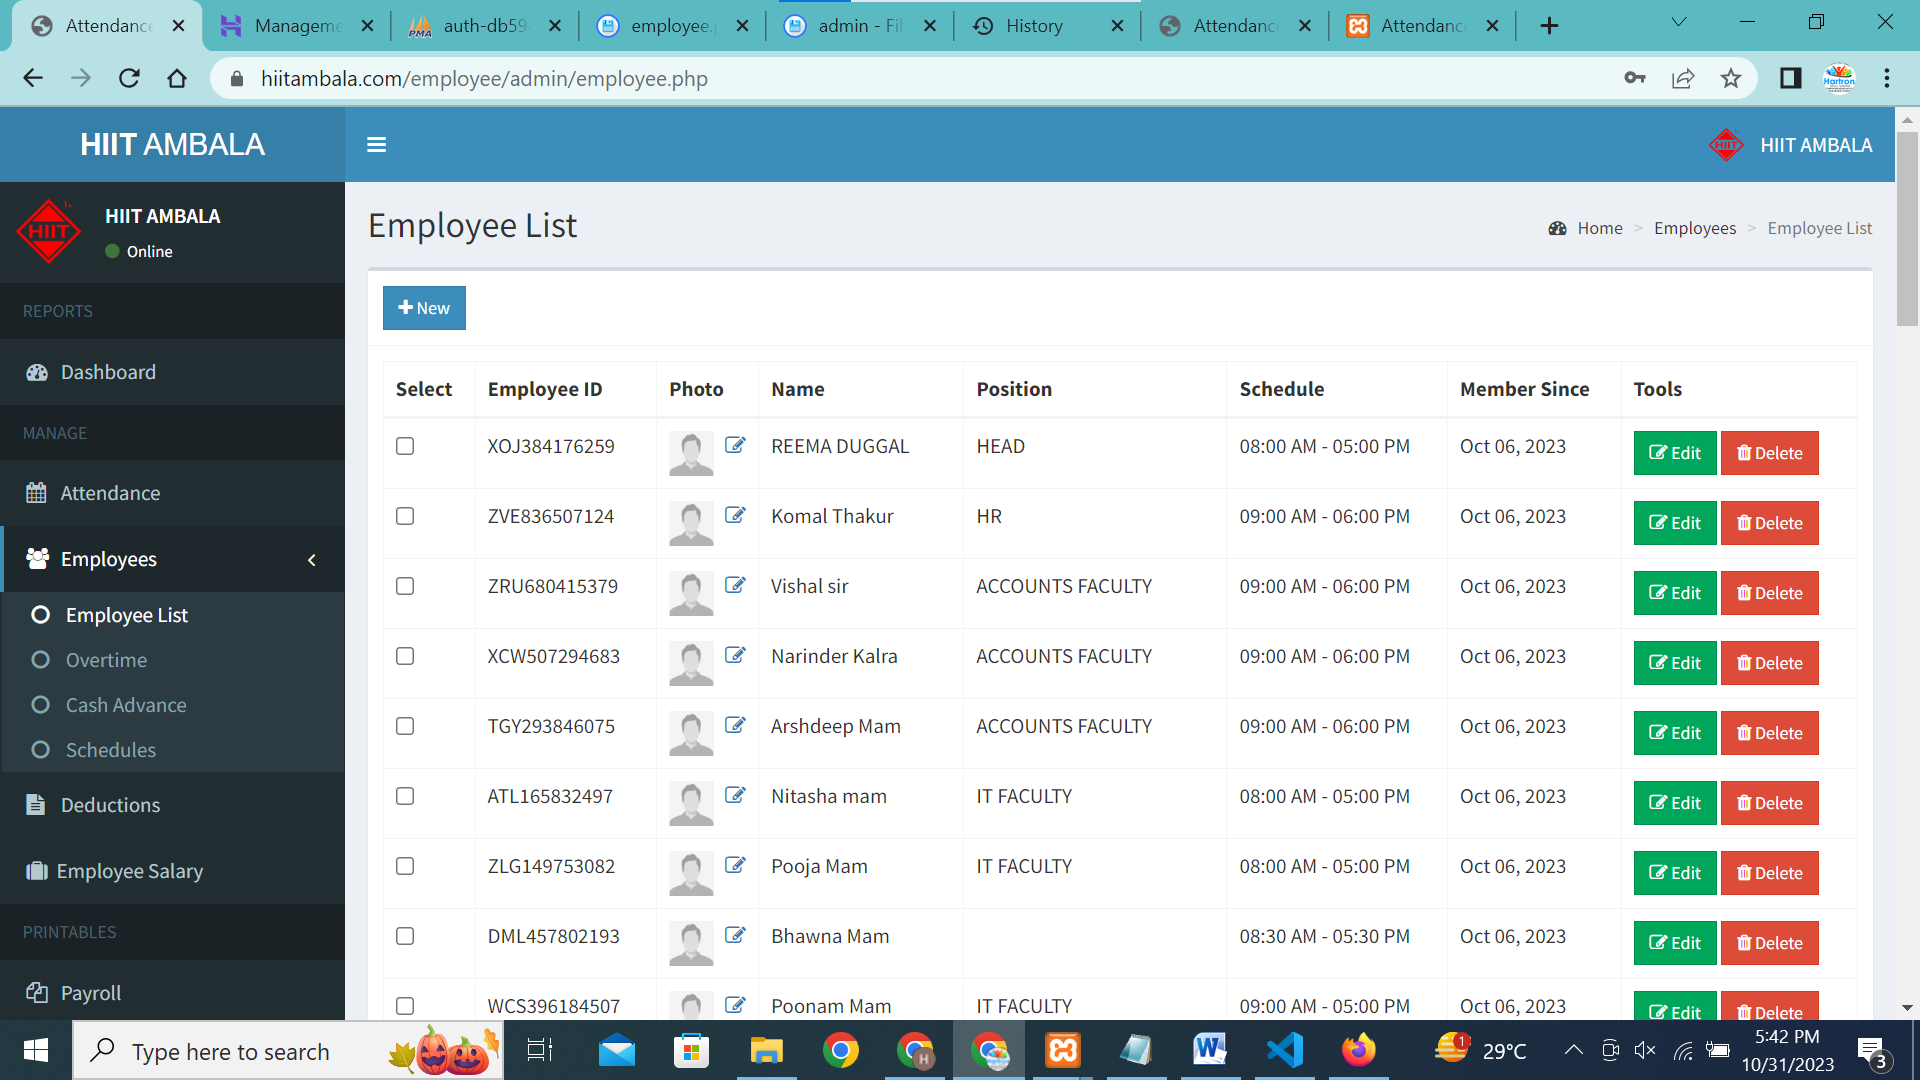 Attendance
Manageme
auth-db59
employee.p
admin - Fil
History
Attendanc
Attendanc
hiitambala.com/employee/admin/employee.php
Hartron
HIIT AMBALA
HIIT
HIIT AMBALA
HIIT
HIIT AMBALA
Online
Employee List
Home > Employees > Employee List
REPORTS
Dashboard
MANAGE
Attendance
Employees
Employee List
Overtime
Cash Advance
Schedules
Deductions
Employee Salary
PRINTABLES
Payroll
New
Select Employee ID Photo Name Position Schedule Member Since Tools
XOJ384176259 REEMA DUGGAL HEAD 08:00 AM - 05:00 PM Oct 06, 2023 Edit Delete
ZVE836507124 Komal Thakur HR 09:00 AM - 06:00 PM Oct 06, 2023 Edit Delete
ZRU680415379 Vishal sir ACCOUNTS FACULTY 09:00 AM - 06:00 PM Oct 06, 2023 Edit Delete
XCW507294683 Narinder Kalra ACCOUNTS FACULTY 09:00 AM - 06:00 PM Oct 06, 2023 Edit Delete
TGY293846075 Arshdeep Mam ACCOUNTS FACULTY 09:00 AM - 06:00 PM Oct 06, 2023 Edit Delete
ATL165832497 Nitasha mam IT FACULTY 08:00 AM - 05:00 PM Oct 06, 2023 Edit Delete
ZLG149753082 Pooja Mam IT FACULTY 08:00 AM - 05:00 PM Oct 06, 2023 Edit Delete
DML457802193 Bhawna Mam 08:30 AM - 05:30 PM Oct 06, 2023 Edit Delete
WCS396184507 Poonam Mam IT FACULTY 09:00 AM - 05:00 PM Oct 06, 2023 Edit Delete
Type here to search
H
W
1
29°C
5:42 PM
10/31/2023
3